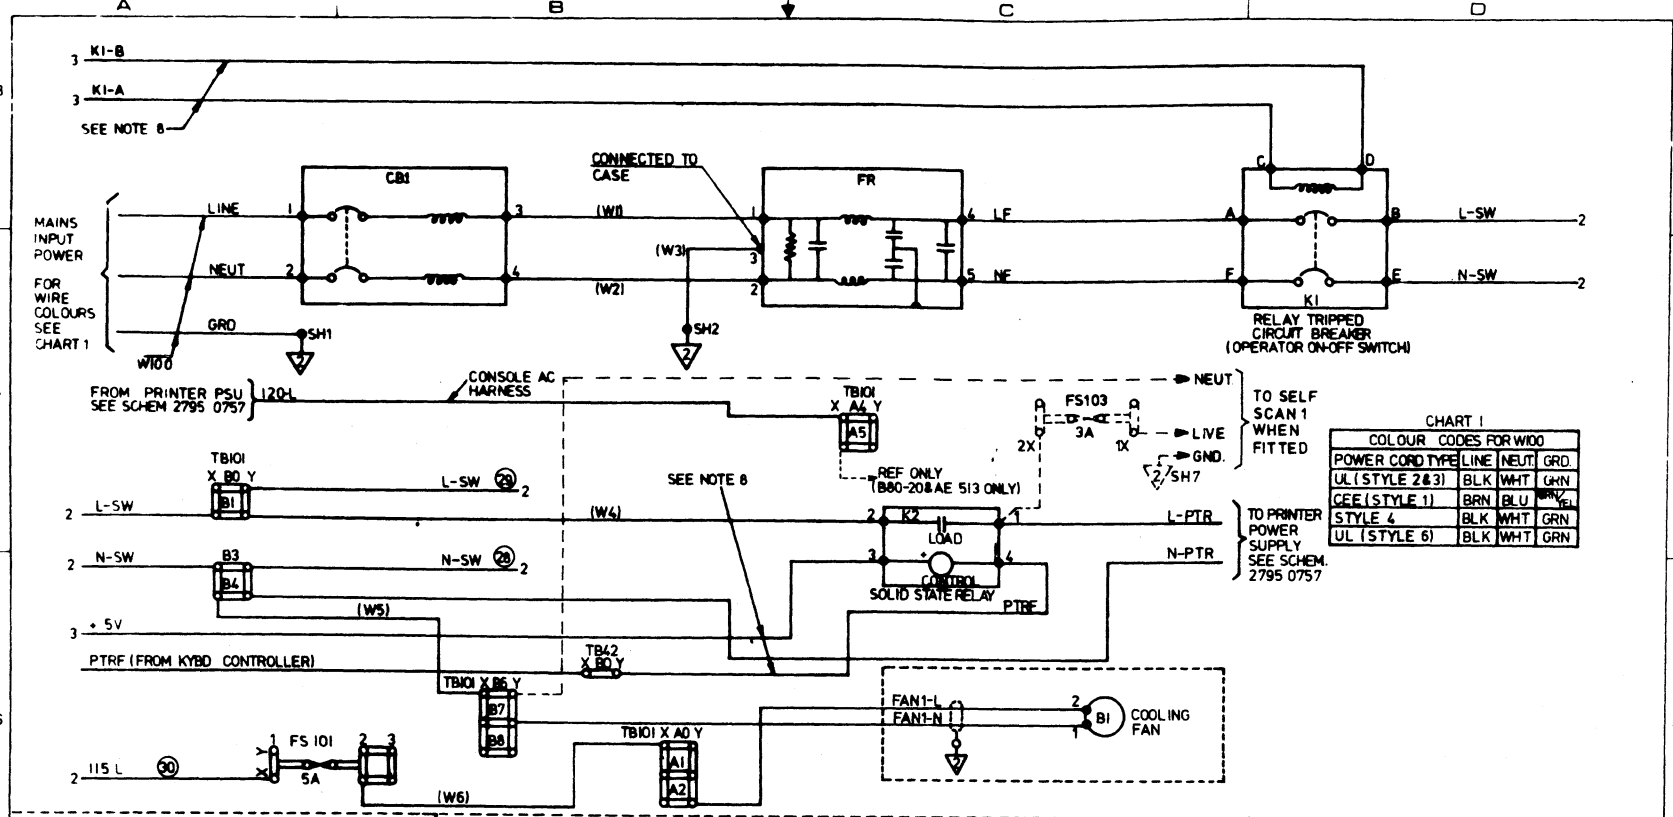 A B C D
3 K1-B
3 K1-A
SEE NOTE 8
CONNECTED TO
CASE
MAINS
INPUT
POWER
FOR
WIRE
COLOURS
SEE
CHART 1
LINE
NEUT
GRD
W100
CB1
1 3
2 4
SH1
2
(W1)
(W3)
(W2)
SH2
2
FR
1 4
3
2 5
LF
NF
C D
A B
F E
K1
L-SW 2
N-SW 2
RELAY TRIPPED
CIRCUIT BREAKER
(OPERATOR ON-OFF SWITCH)
FROM PRINTER PSU
SEE SCHEM 2795 0757
120-L
CONSOLE AC
HARNESS
TB101
X A4 Y
A5
REF ONLY
(B80-20&AE 513 ONLY)
FS103
3A
2X 1X
NEUT.
LIVE
GND.
2 SH7
TO SELF
SCAN 1
WHEN
FITTED
CHART 1
COLOUR CODES FOR W100
POWER CORD TYPE LINE NEUT. GRD.
UL (STYLE 2&3) BLK WHT GRN
CEE (STYLE 1) BRN BLU GRN/YEL
STYLE 4 BLK WHT GRN
UL (STYLE 6) BLK WHT GRN
TB101
X B0 Y
B1
2 L-SW
L-SW 29 2
(W4)
SEE NOTE 8
2 N-SW
B3
B4
N-SW 28 2
(W5)
3 + 5V
PTRF (FROM KYBD CONTROLLER)
TB42
X B0 Y
2 K2 1
LOAD
3 + 4
CONTROL
SOLID STATE RELAY
PTRF
L-PTR
N-PTR
TO PRINTER
POWER
SUPPLY
SEE SCHEM.
2795 0757
TB101 X B6 Y
B7
B8
FAN1-L
FAN1-N
2
2
1
B1
COOLING
FAN
TB101 X A0 Y
A1
A2
2 115 L 30
Y
X
1 FS 101 2 3
5A
(W6)